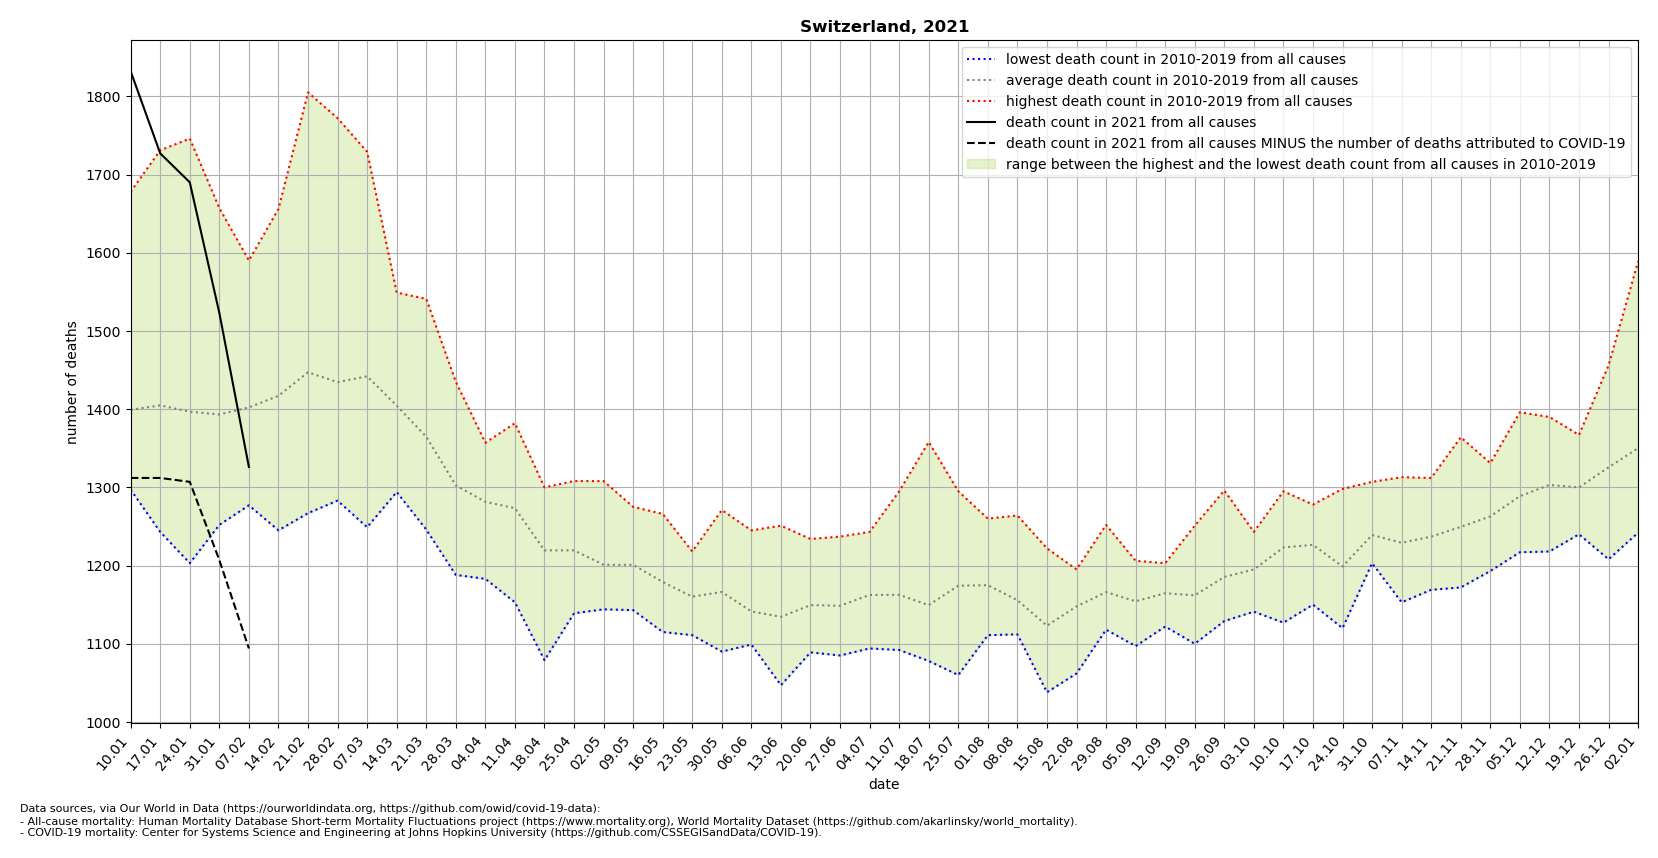 Switzerland, 2021
lowest death count in 2010-2019 from all causes
average death count in 2010-2019 from all causes
highest death count in 2010-2019 from all causes
death count in 2021 from all causes
death count in 2021 from all causes MINUS the number of deaths attributed to COVID-19
range between the highest and the lowest death count from all causes in 2010-2019
number of deaths
1800
1700
1600
1500
1400
1300
1200
1100
1000
10.01 17.01 24.01 31.01 07.02 14.02 21.02 28.02 07.03 14.03 21.03 28.03 04.04 11.04 18.04 25.04 02.05 09.05 16.05 23.05 30.05 06.06 13.06 20.06 27.06 04.07 11.07 18.07 25.07 01.08 08.08 15.08 22.08 29.08 05.09 12.09 19.09 26.09 03.10 10.10 17.10 24.10 31.10 07.11 14.11 21.11 28.11 05.12 12.12 19.12 26.12 02.01
date
Data sources, via Our World in Data (https://ourworldindata.org, https://github.com/owid/covid-19-data):
- All-cause mortality: Human Mortality Database Short-term Mortality Fluctuations project (https://www.mortality.org), World Mortality Dataset (https://github.com/akarlinsky/world_mortality).
- COVID-19 mortality: Center for Systems Science and Engineering at Johns Hopkins University (https://github.com/CSSEGISandData/COVID-19).